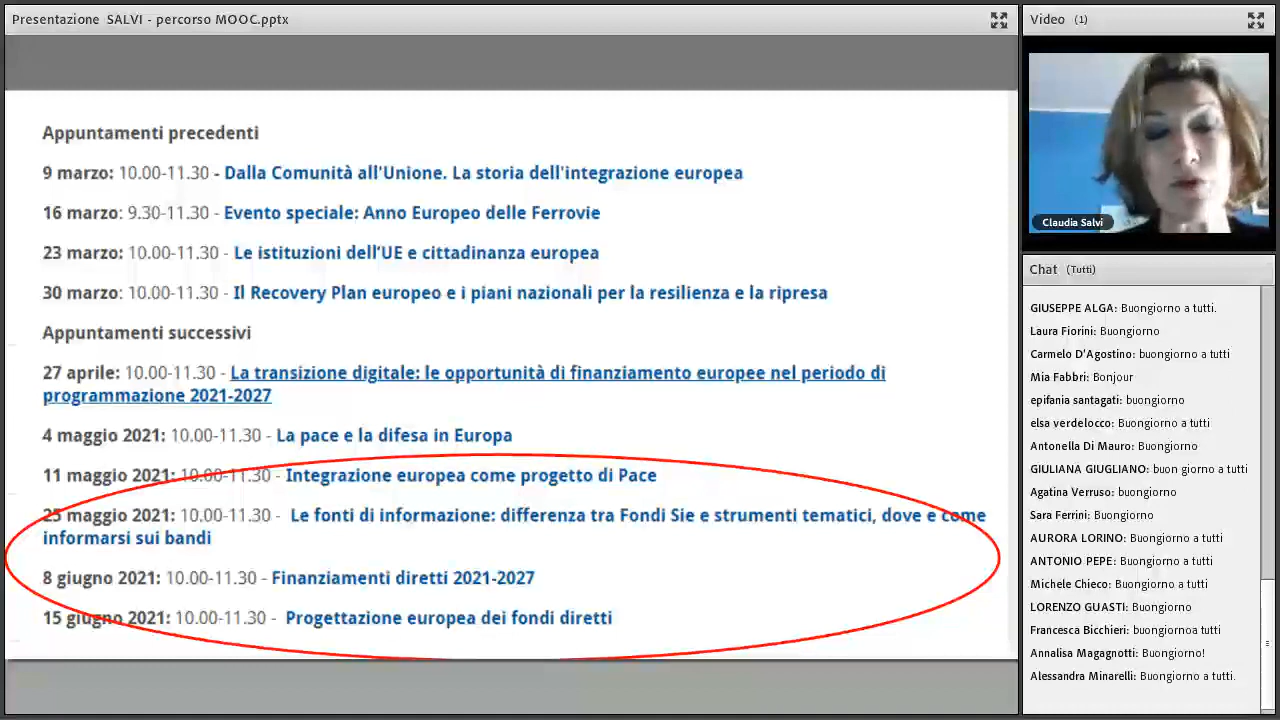 Presentazione SALVI - percorso MOOC.pptx
Appuntamenti precedenti
9 marzo: 10.00-11.30 - Dalla Comunità all'Unione. La storia dell'integrazione europea
16 marzo: 9.30-11.30 - Evento speciale: Anno Europeo delle Ferrovie
23 marzo: 10.00-11.30 - Le istituzioni dell'UE e cittadinanza europea
30 marzo: 10.00-11.30 - Il Recovery Plan europeo e i piani nazionali per la resilienza e la ripresa
Appuntamenti successivi
27 aprile: 10.00-11.30 - La transizione digitale: le opportunità di finanziamento europee nel periodo di
programmazione 2021-2027
4 maggio 2021: 10.00-11.30 - La pace e la difesa in Europa
11 maggio 2021: 10.00-11.30 - Integrazione europea come progetto di Pace
25 maggio 2021: 10.00-11.30 - Le fonti di informazione: differenza tra Fondi Sie e strumenti tematici, dove e come
informarsi sui bandi
8 giugno 2021: 10.00-11.30 - Finanziamenti diretti 2021-2027
15 giugno 2021: 10.00-11.30 - Progettazione europea dei fondi diretti
Video (1)
Claudia Salvi
Chat (Tutti)
GIUSEPPE ALGA: Buongiorno a tutti.
Laura Fiorini: Buongiorno
Carmelo D'Agostino: buongiorno a tutti
Mia Fabbri: Bonjour
epifania santagati: buongiorno
elsa verdelocco: buongiorno a tutti
Antonella Di Mauro: Buongiorno
GIULIANA GIUGLIANO: buon giorno a tutti
Agatina Verruso: buongiorno
Sara Ferrini: Buongiorno
AURORA LORINO: Buongiorno a tutti
ANTONIO PEPE: Buongiorno a tutti
Michele Chieco: Buongiorno a tutti
LORENZO GUASTI: Buongiorno
Francesca Bicchieri: buongiornoa tutti
Annalisa Magagnotti: Buongiorno!
Alessandra Minarelli: Buongiorno a tutti.